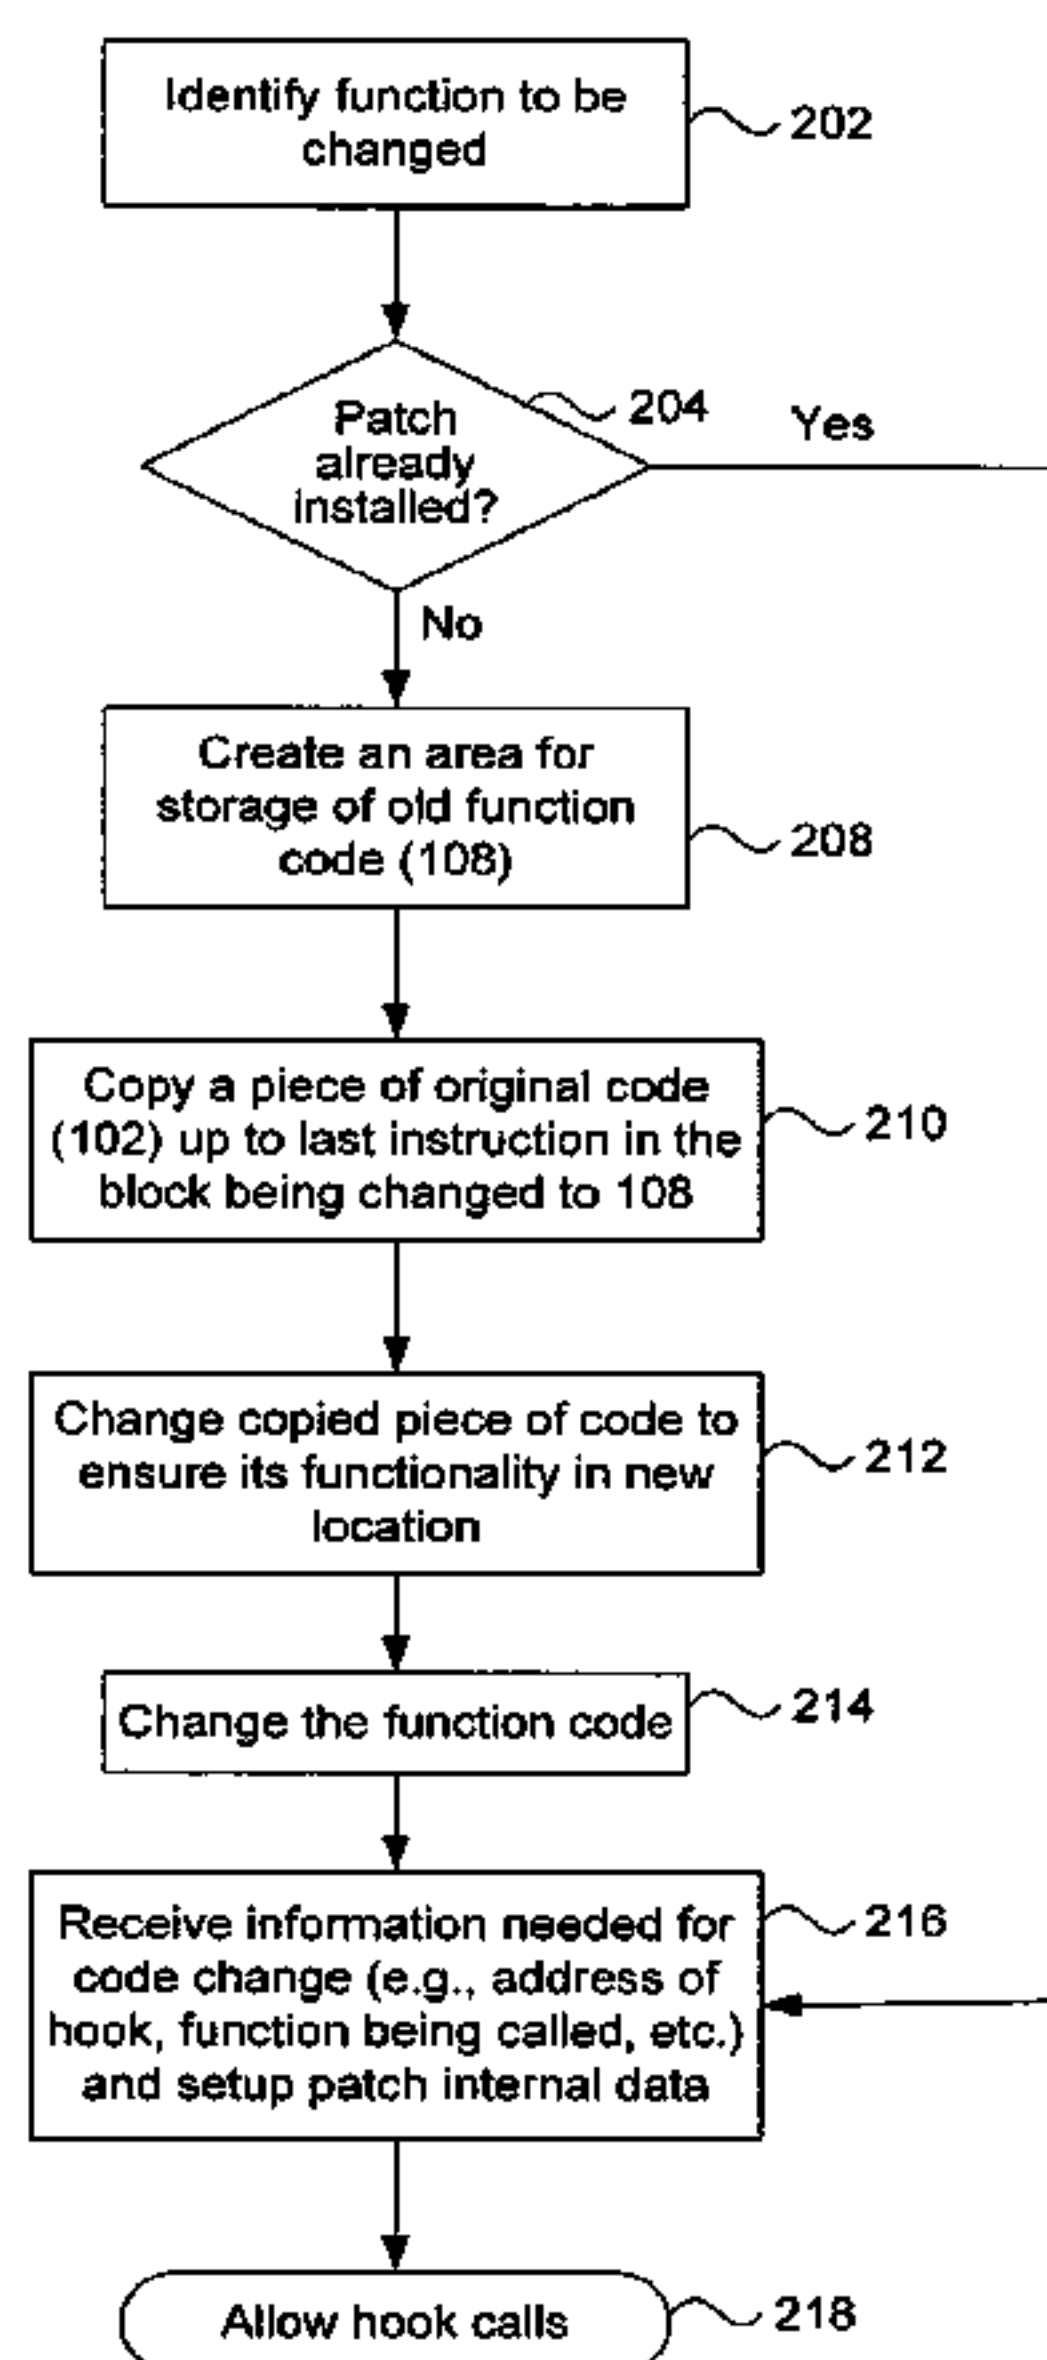 Identify function to be
changed
202
Patch
already
installed?
204
Yes
No
Create an area for
storage of old function
code (108)
208
Copy a piece of original code
(102) up to last instruction in the
block being changed to 108
210
Change copied piece of code to
ensure its functionality in new
location
212
Change the function code
214
Receive information needed for
code change (e.g., address of
hook, function being called, etc.)
and setup patch internal data
216
Allow hook calls
218